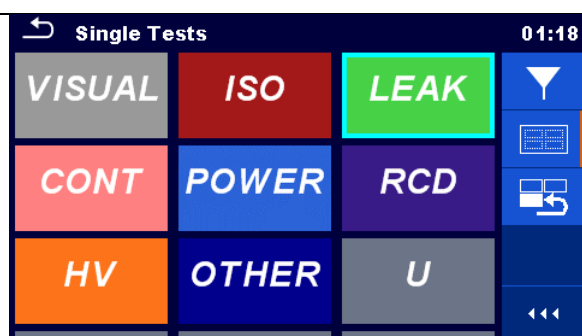 Single Tests 01:18
VISUAL ISO LEAK
CONT POWER RCD
HV OTHER U